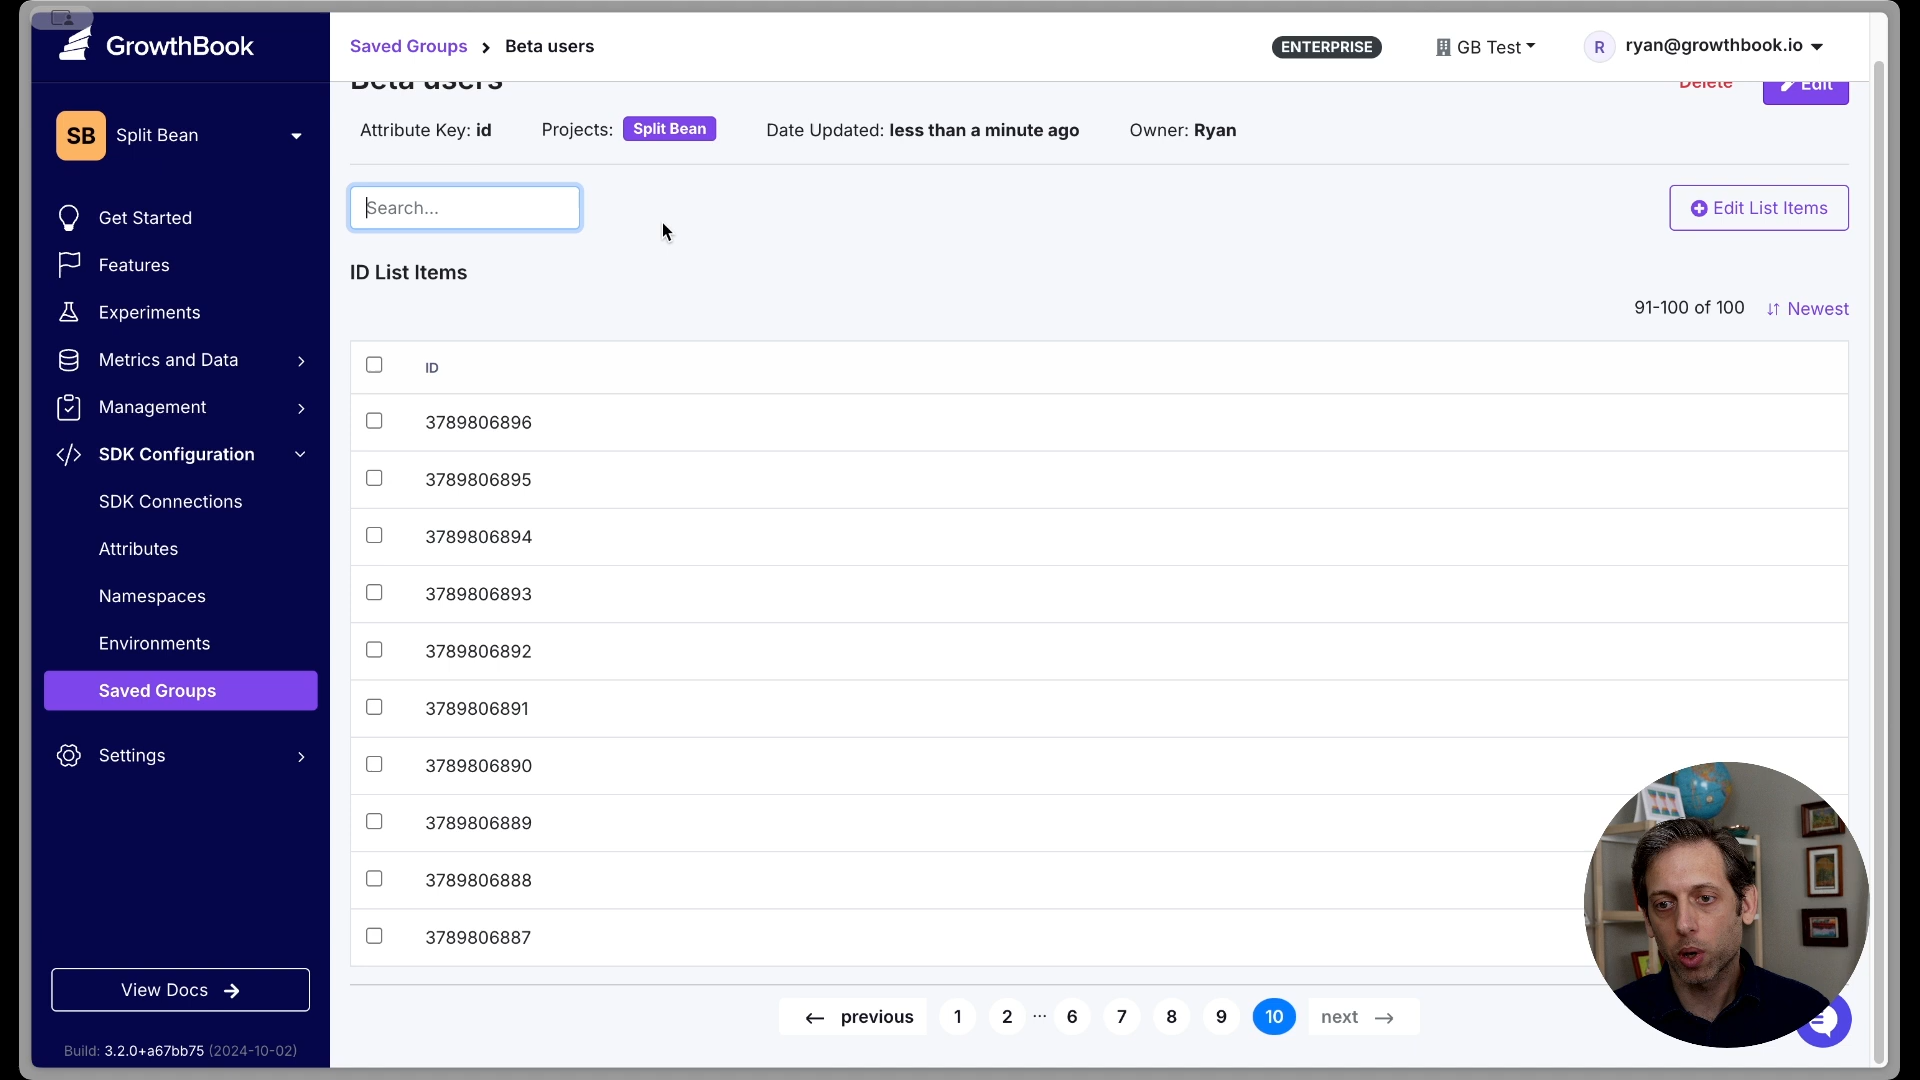 GrowthBook
Saved Groups > Beta users
ENTERPRISE
GB Test
R
ryan@growthbook.io
Beta users
Delete
Edit
SB
Split Bean
Attribute Key: id
Projects: Split Bean
Date Updated: less than a minute ago
Owner: Ryan
Search...
Edit List Items
Get Started
Features
Experiments
Metrics and Data
Management
SDK Configuration
SDK Connections
Attributes
Namespaces
Environments
Saved Groups
Settings
ID List Items
91-100 of 100
Newest
ID
3789806896
3789806895
3789806894
3789806893
3789806892
3789806891
3789806890
3789806889
3789806888
3789806887
← previous 1 2 ... 6 7 8 9 10 next →
View Docs →
Build: 3.2.0+a67bb75 (2024-10-02)